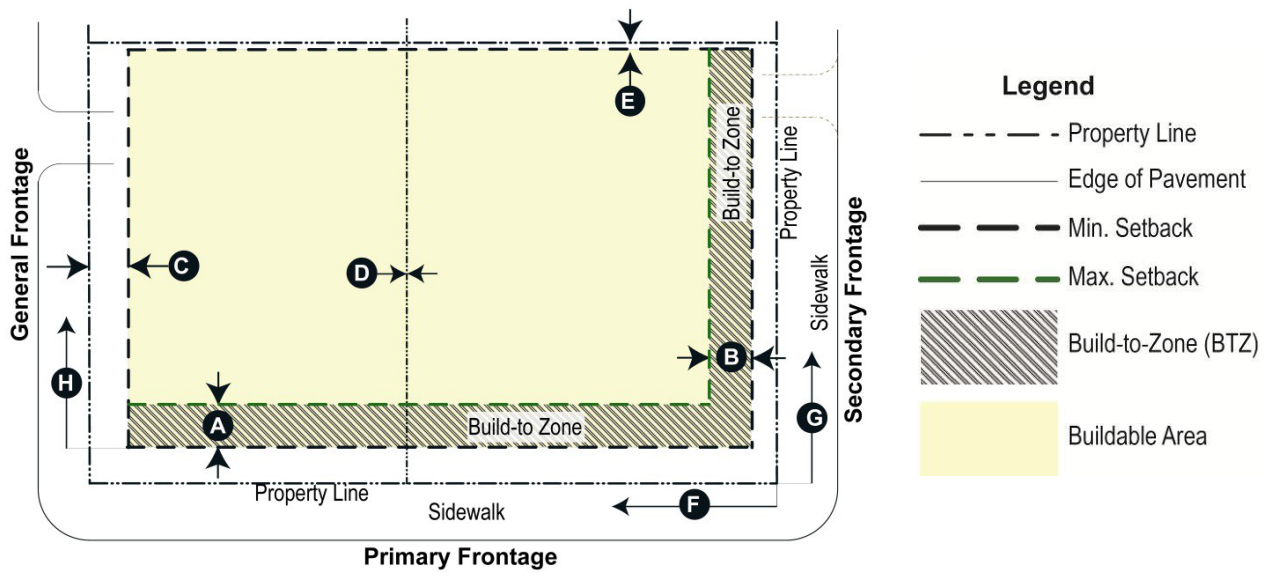 E
Build-to Zone
Property Line
General Frontage
C
D
Sidewalk
Secondary Frontage
H
B
A
Build-to Zone
G
Property Line
F
Sidewalk
Primary Frontage
Legend
Property Line
Edge of Pavement
Min. Setback
Max. Setback
Build-to-Zone (BTZ)
Buildable Area